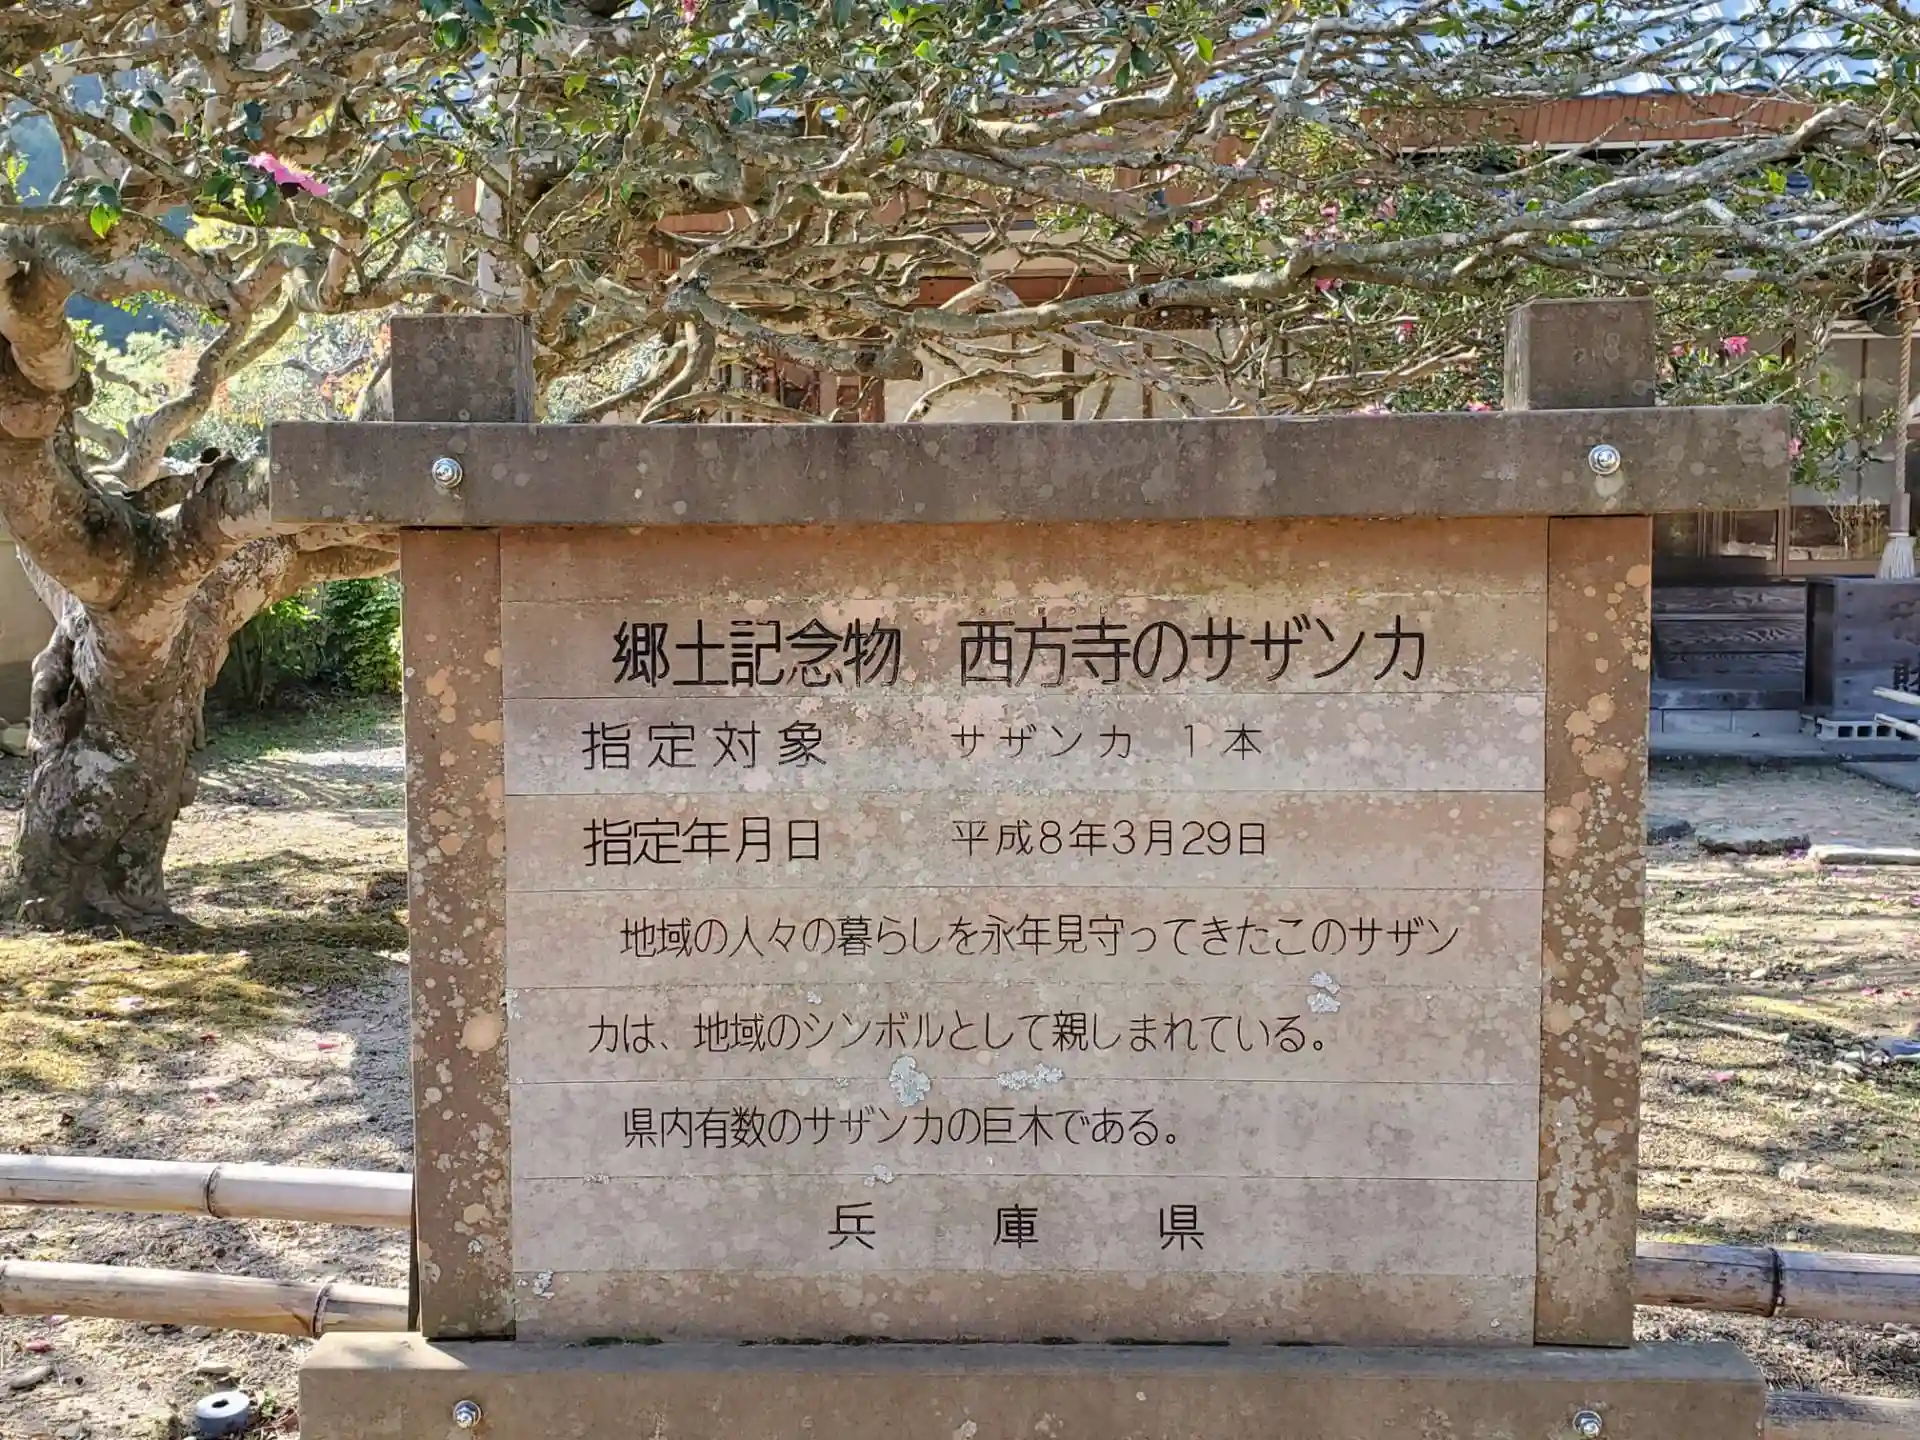 さいほうじ
郷土記念物 西方寺のサザンカ
指定対象 サザンカ 1本
指定年月日 平成8年3月29日
地域の人々の暮らしを永年見守ってきたこのサザン
カは、地域のシンボルとして親しまれている。
県内有数のサザンカの巨木である。
兵庫県